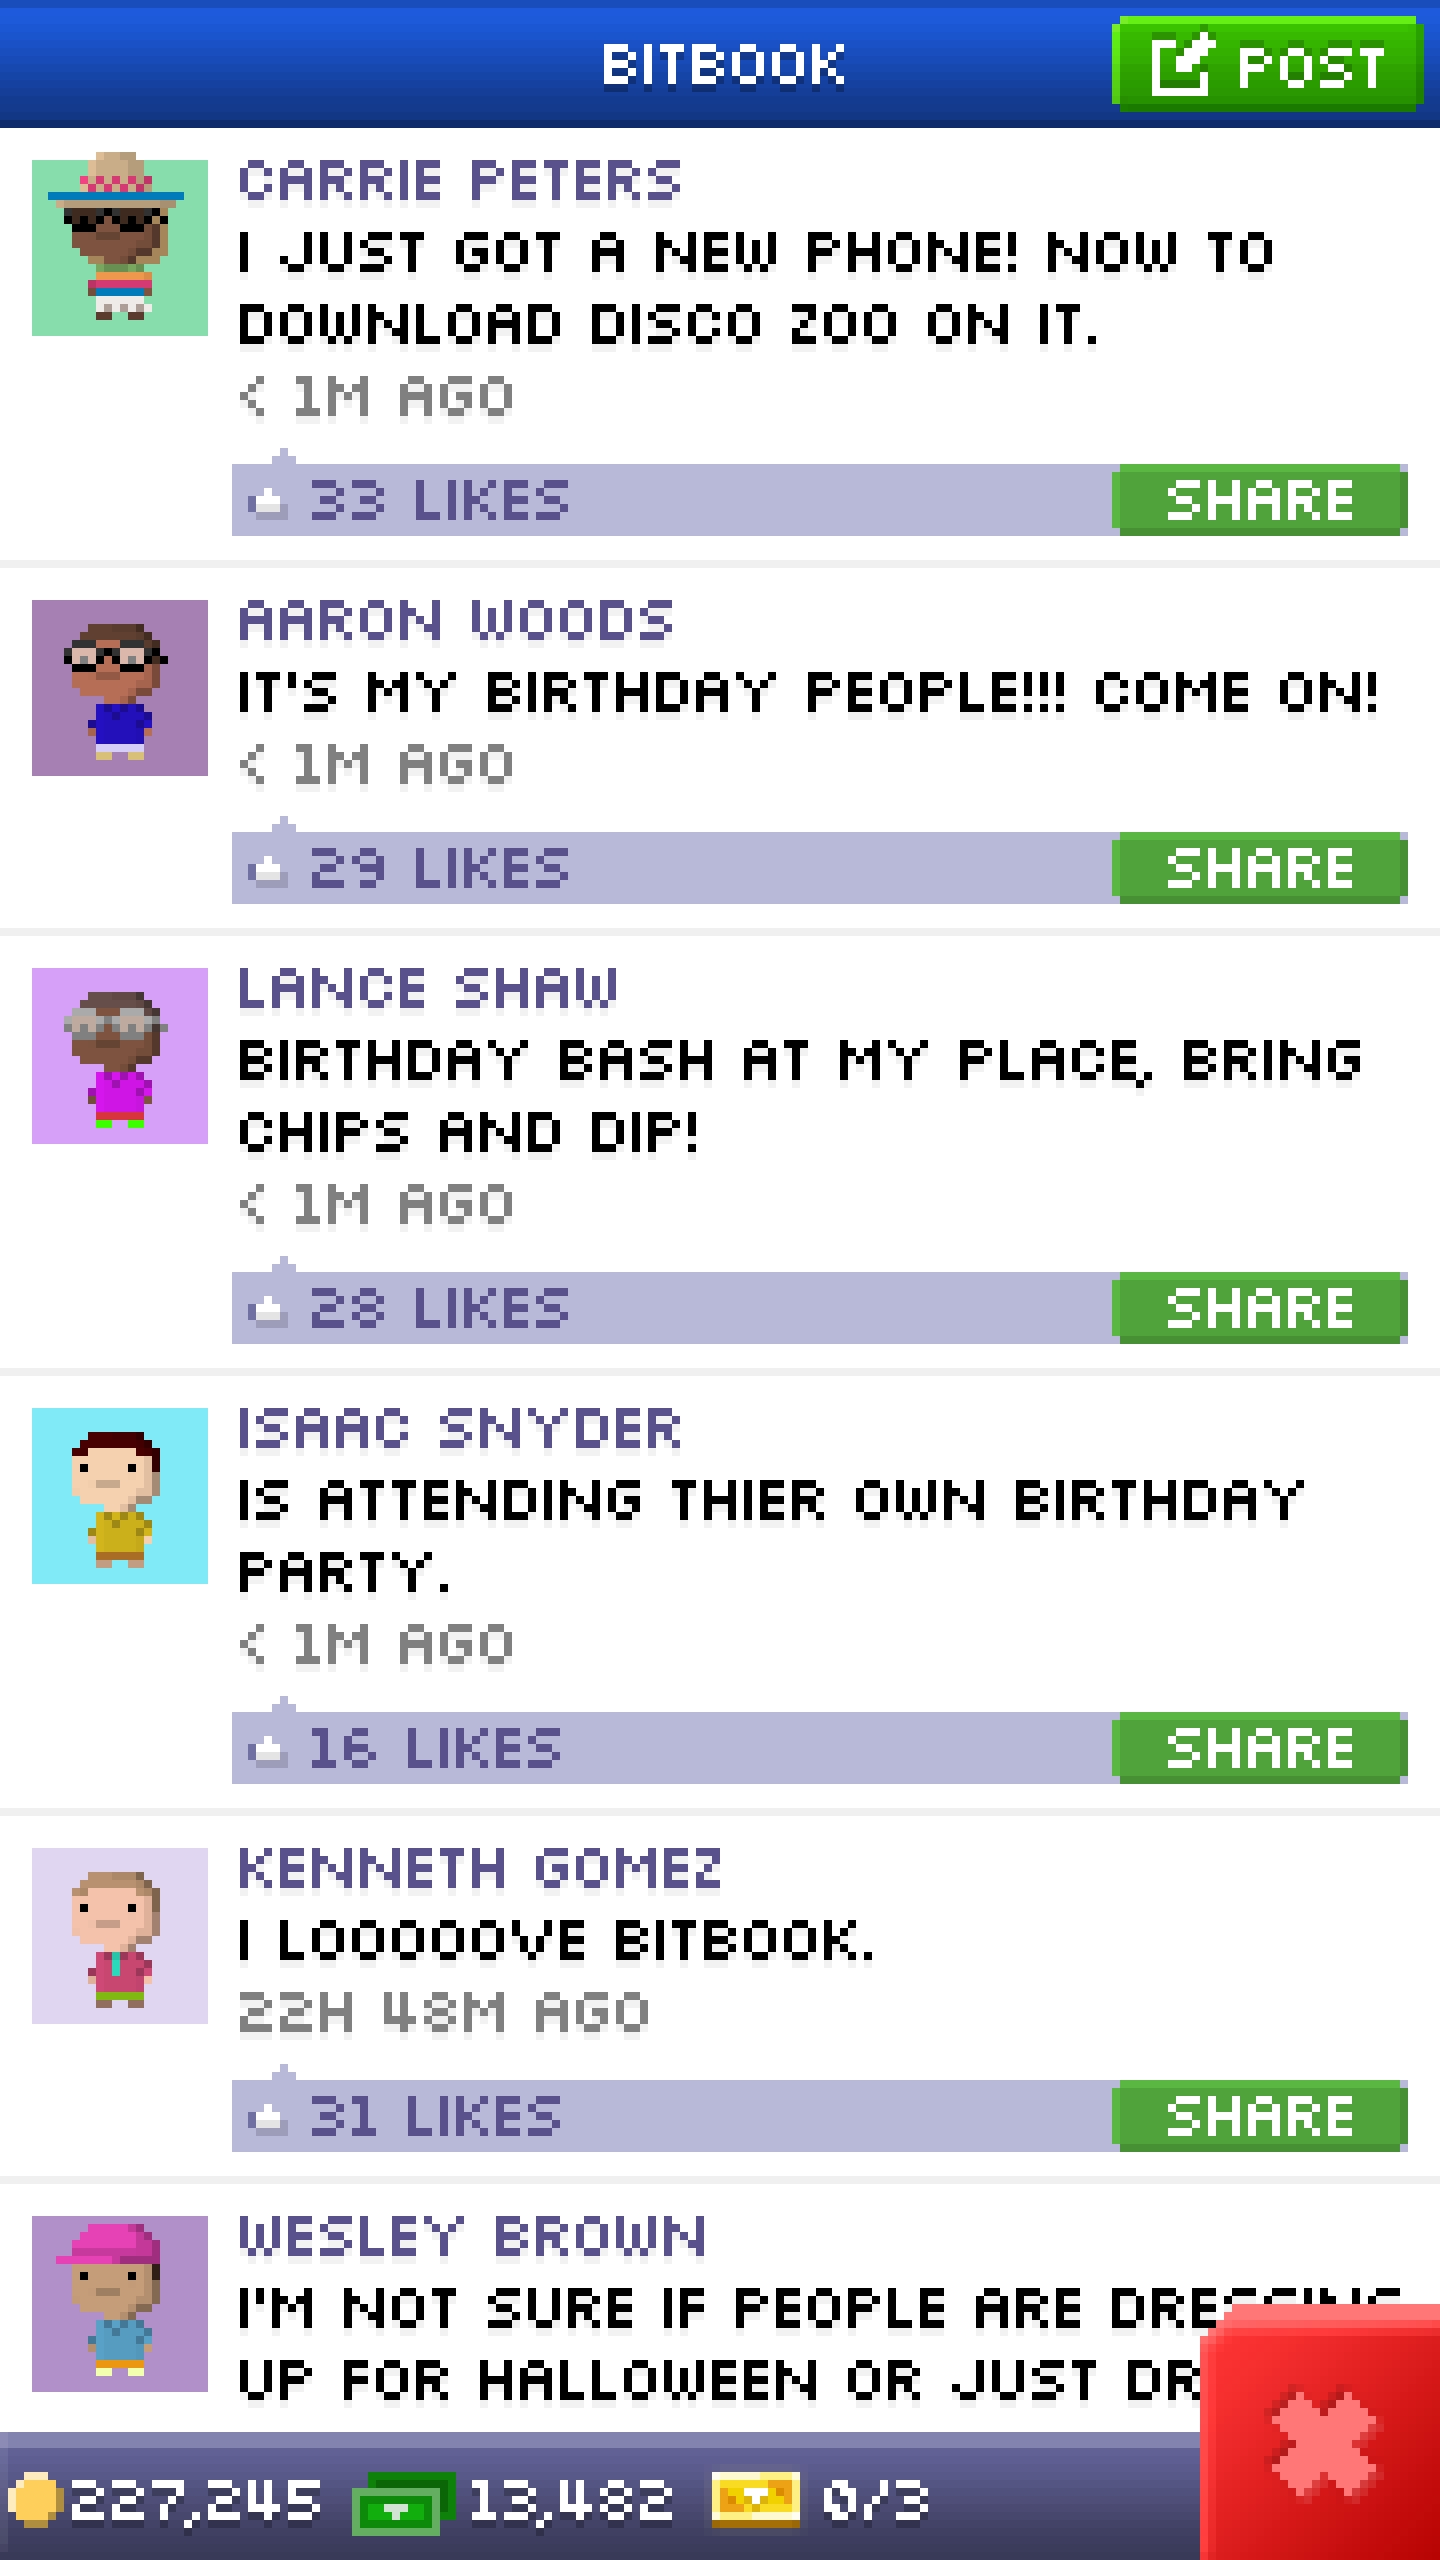 BITBOOK
POST
CARRIE PETERS
I JUST GOT A NEW PHONE! NOW TO
DOWNLOAD DISCO ZOO ON IT.
< 1M AGO
33 LIKES
SHARE
AARON WOODS
IT'S MY BIRTHDAY PEOPLE!!! COME ON!
< 1M AGO
29 LIKES
SHARE
LANCE SHAW
BIRTHDAY BASH AT MY PLACE, BRING
CHIPS AND DIP!
< 1M AGO
28 LIKES
SHARE
ISAAC SNYDER
IS ATTENDING THIER OWN BIRTHDAY
PARTY.
< 1M AGO
16 LIKES
SHARE
KENNETH GOMEZ
I LOOOOOVE BITBOOK.
22H 48M AGO
31 LIKES
SHARE
WESLEY BROWN
I'M NOT SURE IF PEOPLE ARE DRESSING
UP FOR HALLOWEEN OR JUST
227,245
13,482
0/3